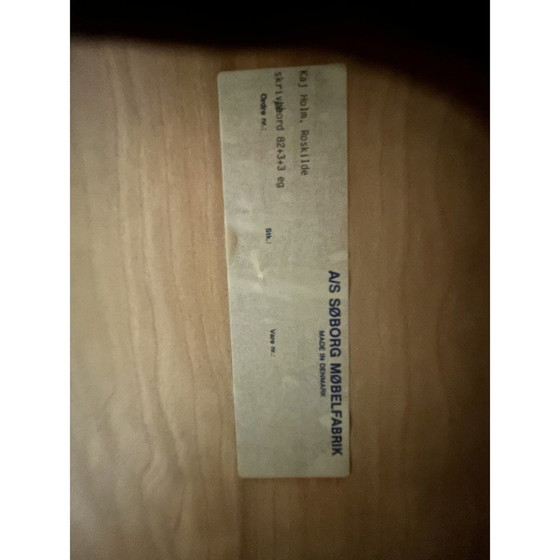 A/S SØBORG MØBELFABRIK
MADE IN DENMARK
Kaj Holm, Roskilde
skrivebord 82+3+3 eg
Ordre nr.: Stk.: Vare nr.: